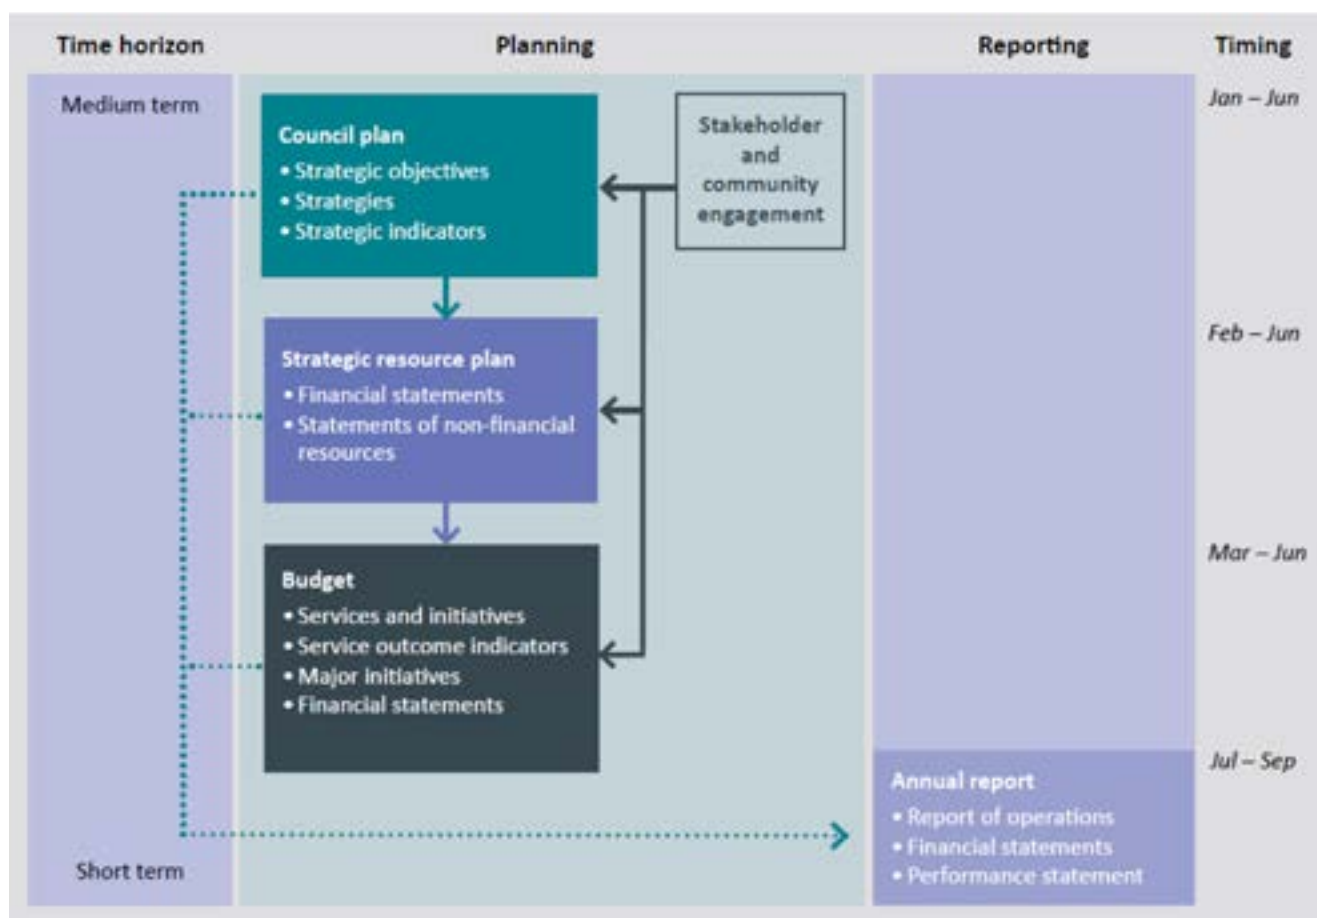 Time horizon
Planning
Reporting
Timing
Medium term
Council plan
• Strategic objectives
• Strategies
• Strategic indicators
Stakeholder
and
community
engagement
Jan – Jun
Strategic resource plan
• Financial statements
• Statements of non-financial
resources
Feb – Jun
Budget
• Services and initiatives
• Service outcome indicators
• Major initiatives
• Financial statements
Mar – Jun
Annual report
• Report of operations
• Financial statements
• Performance statement
Jul – Sep
Short term